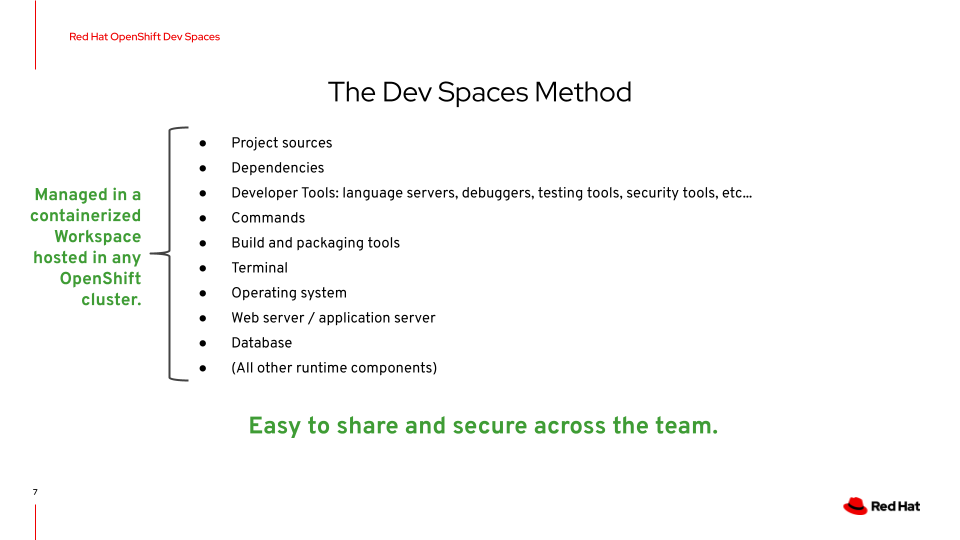 Red Hat OpenShift Dev Spaces
The Dev Spaces Method
Managed in a
containerized
Workspace
hosted in any
OpenShift
cluster.
● Project sources
● Dependencies
● Developer Tools: language servers, debuggers, testing tools, security tools, etc...
● Commands
● Build and packaging tools
● Terminal
● Operating system
● Web server / application server
● Database
● (All other runtime components)
Easy to share and secure across the team.
7
Red Hat